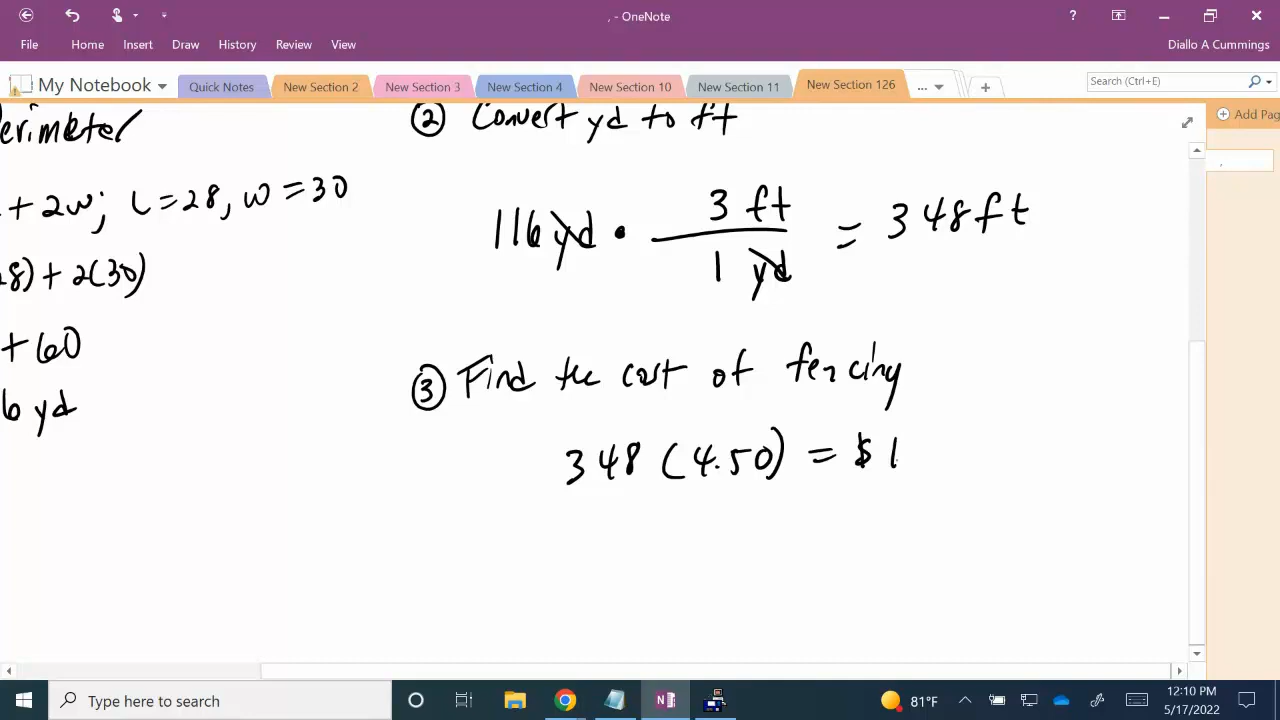 , - OneNote
Diallo A Cummings
File Home Insert Draw History Review View
My Notebook Quick Notes New Section 2 New Section 3 New Section 4 New Section 10 New Section 11 New Section 126 ... Search (Ctrl+E)
Add Pag
,
erimeter
+ 2w; L=28, w=30
28) + 2(30)
+ 60
6 yd
② Convert yd to ft
116 yd · 3 ft / 1 yd = 348 ft
③ Find the cost of fencing
348 (4.50) = $ 1
Type here to search
81°F
12:10 PM
5/17/2022